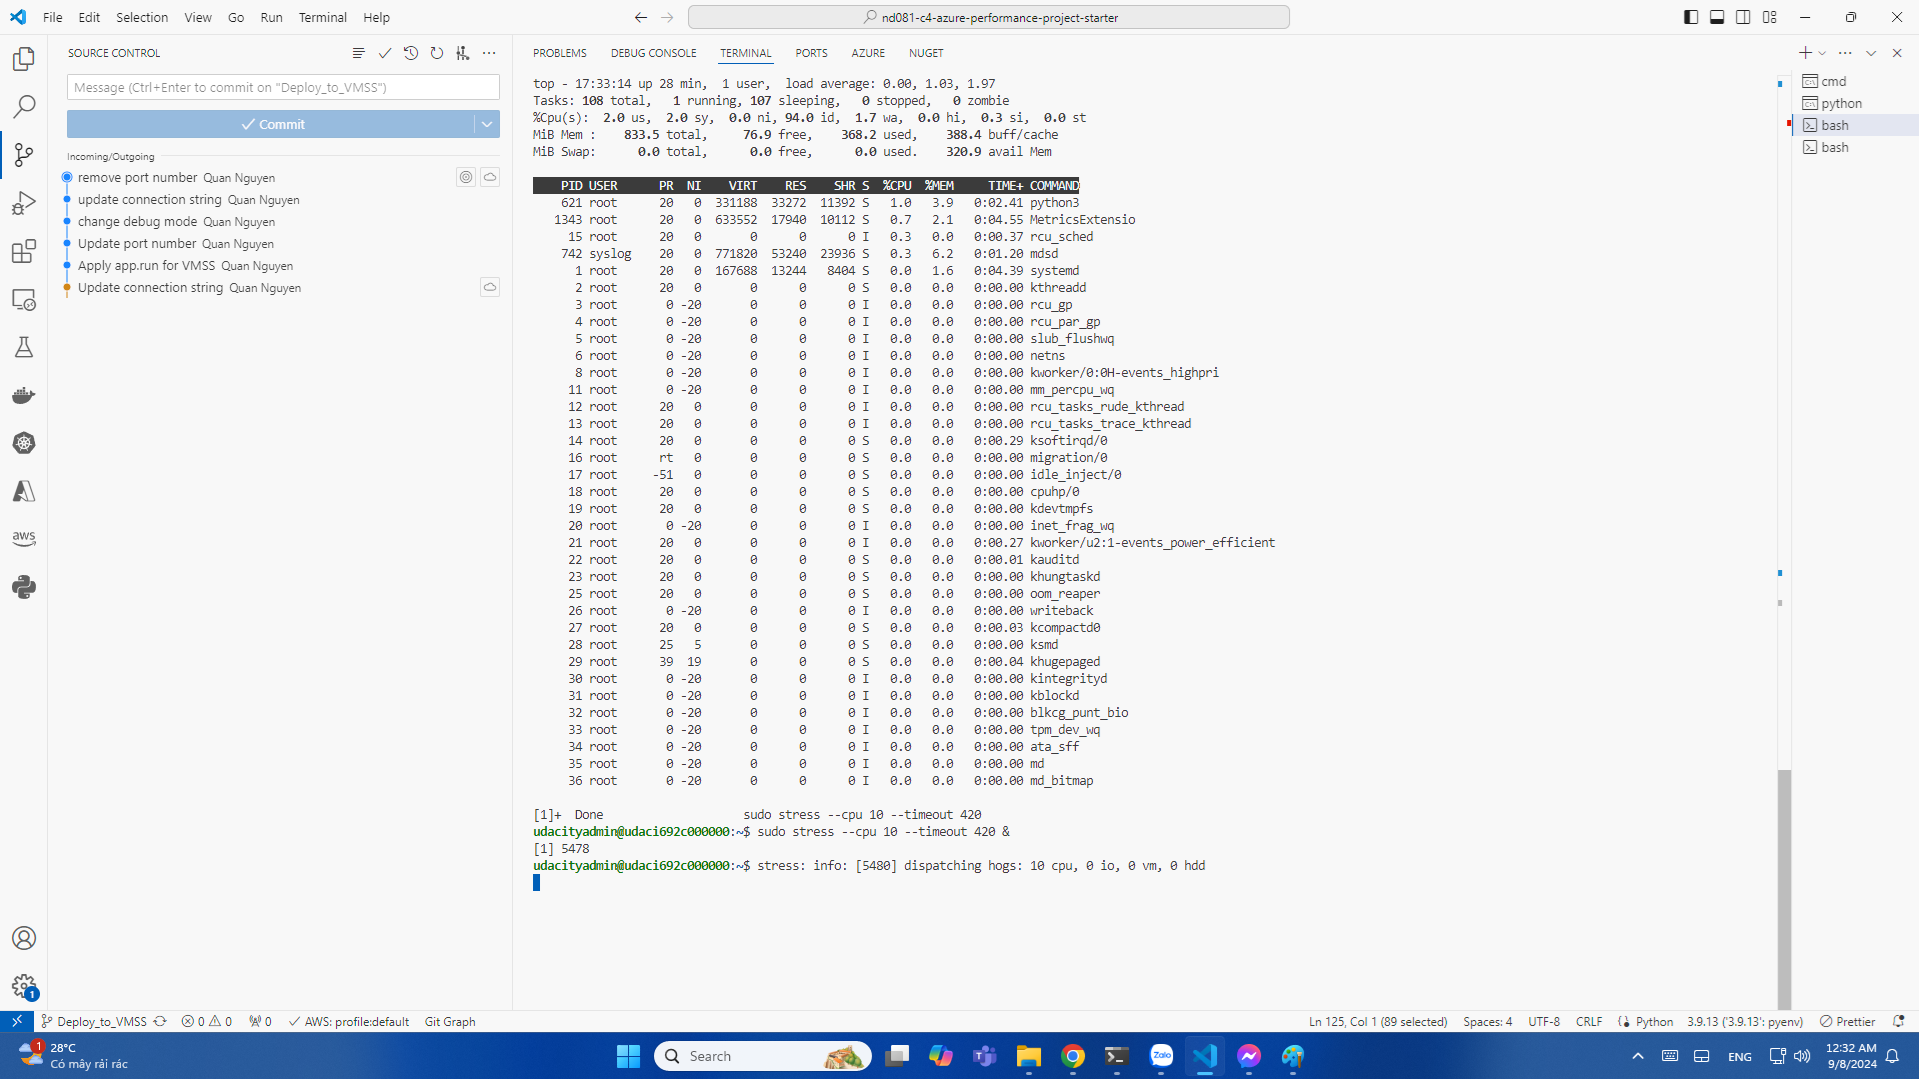 File Edit Selection View Go Run Terminal Help
nd081-c4-azure-performance-project-starter
SOURCE CONTROL
Message (Ctrl+Enter to commit on "Deploy_to_VMSS")
Commit
Incoming/Outgoing
remove port number Quan Nguyen
update connection string Quan Nguyen
change debug mode Quan Nguyen
Update port number Quan Nguyen
Apply app.run for VMSS Quan Nguyen
Update connection string Quan Nguyen
aws
1
PROBLEMS DEBUG CONSOLE TERMINAL PORTS AZURE NUGET
top - 17:33:14 up 28 min, 1 user, load average: 0.00, 1.03, 1.97
Tasks: 108 total, 1 running, 107 sleeping, 0 stopped, 0 zombie
%Cpu(s): 2.0 us, 2.0 sy, 0.0 ni, 94.0 id, 1.7 wa, 0.0 hi, 0.3 si, 0.0 st
MiB Mem : 833.5 total, 76.9 free, 368.2 used, 388.4 buff/cache
MiB Swap: 0.0 total, 0.0 free, 0.0 used. 320.9 avail Mem
PID USER PR NI VIRT RES SHR S %CPU %MEM TIME+ COMMAND
621 root 20 0 331188 33272 11392 S 1.0 3.9 0:02.41 python3
1343 root 20 0 633552 17940 10112 S 0.7 2.1 0:04.55 MetricsExtensio
15 root 20 0 0 0 0 I 0.3 0.0 0:00.37 rcu_sched
742 syslog 20 0 771820 53240 23936 S 0.3 6.2 0:01.20 mdsd
1 root 20 0 167688 13244 8404 S 0.0 1.6 0:04.39 systemd
2 root 20 0 0 0 0 S 0.0 0.0 0:00.00 kthreadd
3 root 0 -20 0 0 0 I 0.0 0.0 0:00.00 rcu_gp
4 root 0 -20 0 0 0 I 0.0 0.0 0:00.00 rcu_par_gp
5 root 0 -20 0 0 0 I 0.0 0.0 0:00.00 slub_flushwq
6 root 0 -20 0 0 0 I 0.0 0.0 0:00.00 netns
8 root 0 -20 0 0 0 I 0.0 0.0 0:00.00 kworker/0:0H-events_highpri
11 root 0 -20 0 0 0 I 0.0 0.0 0:00.00 mm_percpu_wq
12 root 20 0 0 0 0 I 0.0 0.0 0:00.00 rcu_tasks_rude_kthread
13 root 20 0 0 0 0 I 0.0 0.0 0:00.00 rcu_tasks_trace_kthread
14 root 20 0 0 0 0 S 0.0 0.0 0:00.29 ksoftirqd/0
16 root rt 0 0 0 0 S 0.0 0.0 0:00.00 migration/0
17 root -51 0 0 0 0 S 0.0 0.0 0:00.00 idle_inject/0
18 root 20 0 0 0 0 S 0.0 0.0 0:00.00 cpuhp/0
19 root 20 0 0 0 0 S 0.0 0.0 0:00.00 kdevtmpfs
20 root 0 -20 0 0 0 I 0.0 0.0 0:00.00 inet_frag_wq
21 root 20 0 0 0 0 I 0.0 0.0 0:00.27 kworker/u2:1-events_power_efficient
22 root 20 0 0 0 0 S 0.0 0.0 0:00.01 kauditd
23 root 20 0 0 0 0 S 0.0 0.0 0:00.00 khungtaskd
25 root 20 0 0 0 0 S 0.0 0.0 0:00.00 oom_reaper
26 root 0 -20 0 0 0 I 0.0 0.0 0:00.00 writeback
27 root 20 0 0 0 0 S 0.0 0.0 0:00.03 kcompactd0
28 root 25 5 0 0 0 S 0.0 0.0 0:00.00 ksmd
29 root 39 19 0 0 0 S 0.0 0.0 0:00.04 khugepaged
30 root 0 -20 0 0 0 I 0.0 0.0 0:00.00 kintegrityd
31 root 0 -20 0 0 0 I 0.0 0.0 0:00.00 kblockd
32 root 0 -20 0 0 0 I 0.0 0.0 0:00.00 blkcg_punt_bio
33 root 0 -20 0 0 0 I 0.0 0.0 0:00.00 tpm_dev_wq
34 root 0 -20 0 0 0 I 0.0 0.0 0:00.00 ata_sff
35 root 0 -20 0 0 0 I 0.0 0.0 0:00.00 md
36 root 0 -20 0 0 0 I 0.0 0.0 0:00.00 md_bitmap
[1]+ Done sudo stress --cpu 10 --timeout 420
udacityadmin@udaci692c000000:~$ sudo stress --cpu 10 --timeout 420 &
[1] 5478
udacityadmin@udaci692c000000:~$ stress: info: [5480] dispatching hogs: 10 cpu, 0 io, 0 vm, 0 hdd
cmd
python
bash
bash
Deploy_to_VMSS 0 0 0 AWS: profile:default Git Graph
Ln 125, Col 1 (89 selected) Spaces: 4 UTF-8 CRLF Python 3.9.13 ('3.9.13': pyenv) Prettier
1
28°C
Có mây rải rác
Search
Zalo
ENG
12:32 AM
9/8/2024